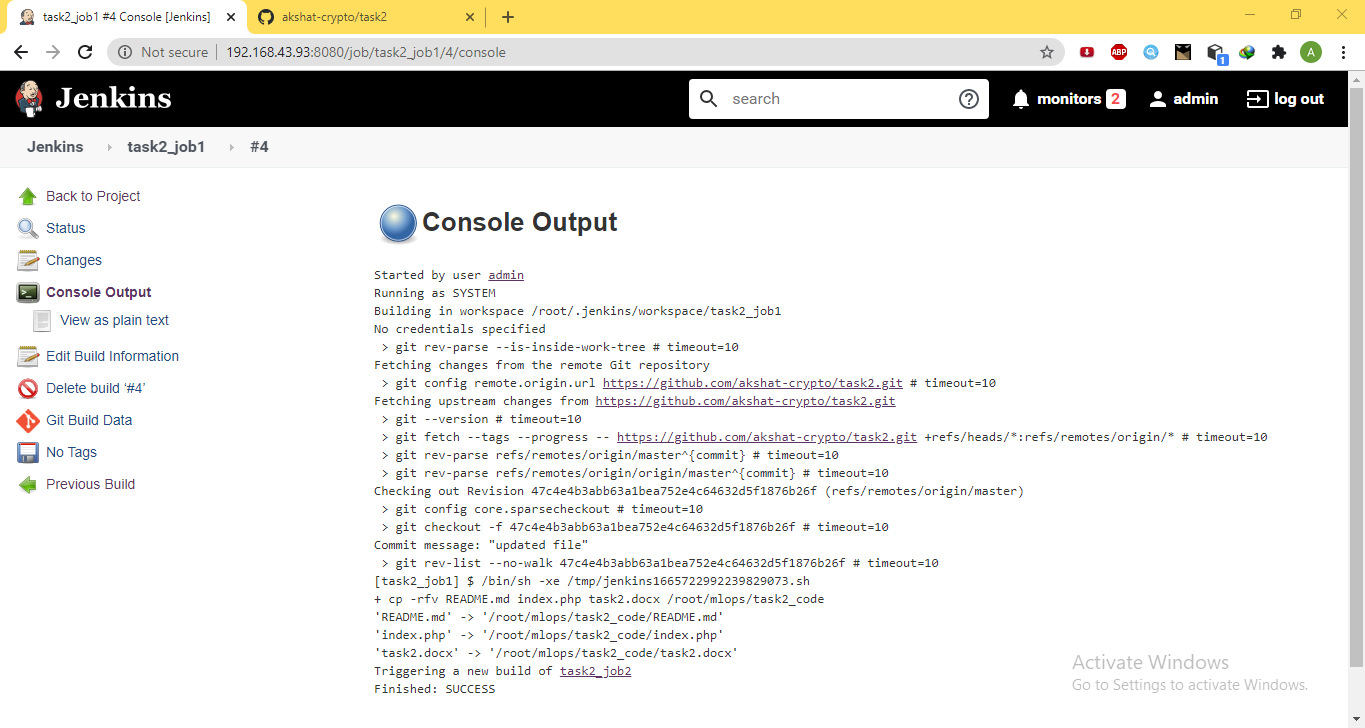 task2_job1 #4 Console [Jenkins]
akshat-crypto/task2
Not secure
192.168.43.93:8080/job/task2_job1/4/console
ABP
1
A
Jenkins
search
monitors 2
admin
log out
Jenkins
task2_job1
#4
Back to Project
Status
Changes
Console Output
View as plain text
Edit Build Information
Delete build '#4'
Git Build Data
No Tags
Previous Build
Console Output
Started by user admin
Running as SYSTEM
Building in workspace /root/.jenkins/workspace/task2_job1
No credentials specified
> git rev-parse --is-inside-work-tree # timeout=10
Fetching changes from the remote Git repository
> git config remote.origin.url https://github.com/akshat-crypto/task2.git # timeout=10
Fetching upstream changes from https://github.com/akshat-crypto/task2.git
> git --version # timeout=10
> git fetch --tags --progress -- https://github.com/akshat-crypto/task2.git +refs/heads/*:refs/remotes/origin/* # timeout=10
> git rev-parse refs/remotes/origin/master^{commit} # timeout=10
> git rev-parse refs/remotes/origin/origin/master^{commit} # timeout=10
Checking out Revision 47c4e4b3abb63a1bea752e4c64632d5f1876b26f (refs/remotes/origin/master)
> git config core.sparsecheckout # timeout=10
> git checkout -f 47c4e4b3abb63a1bea752e4c64632d5f1876b26f # timeout=10
Commit message: "updated file"
> git rev-list --no-walk 47c4e4b3abb63a1bea752e4c64632d5f1876b26f # timeout=10
[task2_job1] $ /bin/sh -xe /tmp/jenkins1665722992239829073.sh
+ cp -rfv README.md index.php task2.docx /root/mlops/task2_code
'README.md' -> '/root/mlops/task2_code/README.md'
'index.php' -> '/root/mlops/task2_code/index.php'
'task2.docx' -> '/root/mlops/task2_code/task2.docx'
Triggering a new build of task2_job2
Finished: SUCCESS
Activate Windows
Go to Settings to activate Windows.